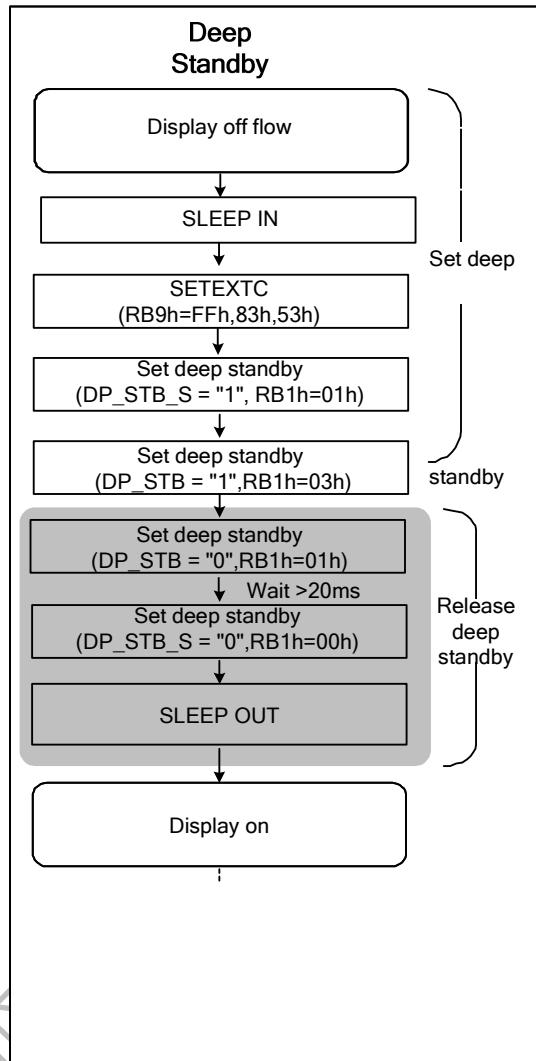 Deep
Standby
Display off flow
SLEEP IN
Set deep
SETEXTC
(RB9h=FFh,83h,53h)
Set deep standby
(DP_STB_S = "1", RB1h=01h)
Set deep standby
(DP_STB = "1",RB1h=03h)
standby
Set deep standby
(DP_STB = "0",RB1h=01h)
Wait >20ms
Set deep standby
(DP_STB_S = "0",RB1h=00h)
Release
deep
standby
SLEEP OUT
Display on